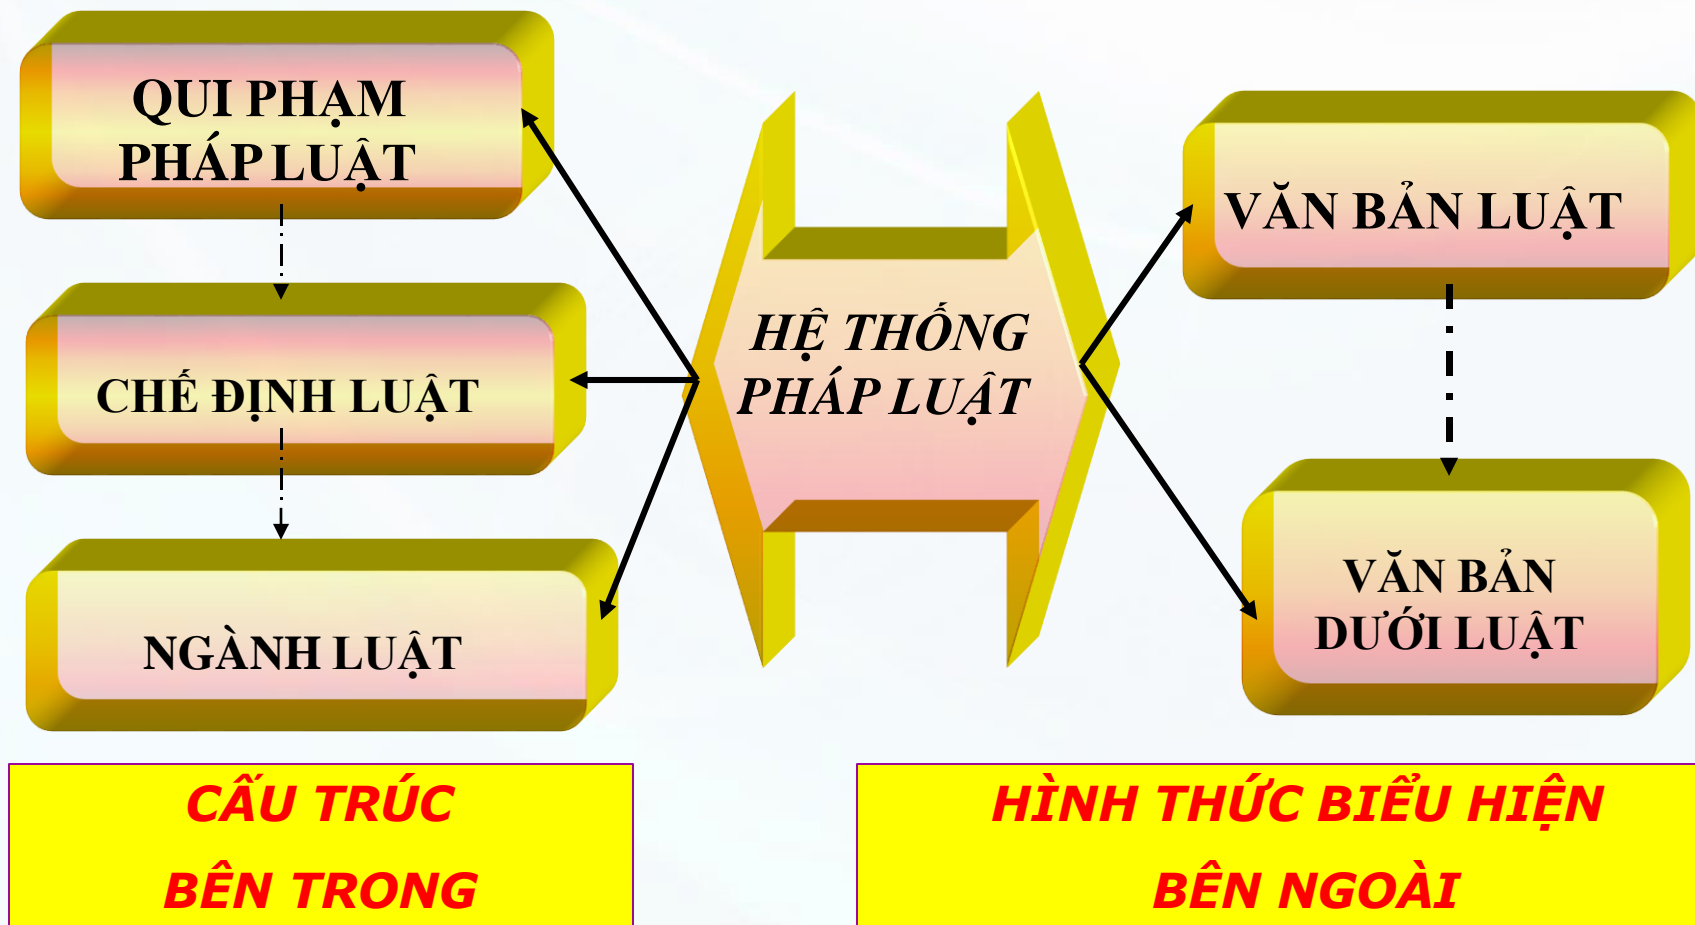 QUI PHẠM
PHÁP LUẬT
CHẾ ĐỊNH LUẬT
NGÀNH LUẬT
HỆ THỐNG
PHÁP LUẬT
VĂN BẢN LUẬT
VĂN BẢN
DƯỚI LUẬT
CẤU TRÚC
BÊN TRONG
HÌNH THỨC BIỂU HIỆN
BÊN NGOÀI